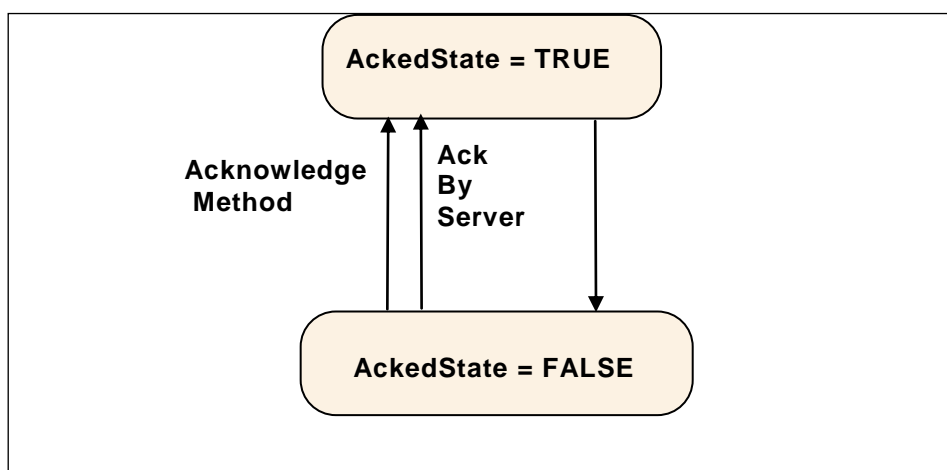 AckedState = TRUE
Acknowledge
Method
Ack
By
Server
AckedState = FALSE